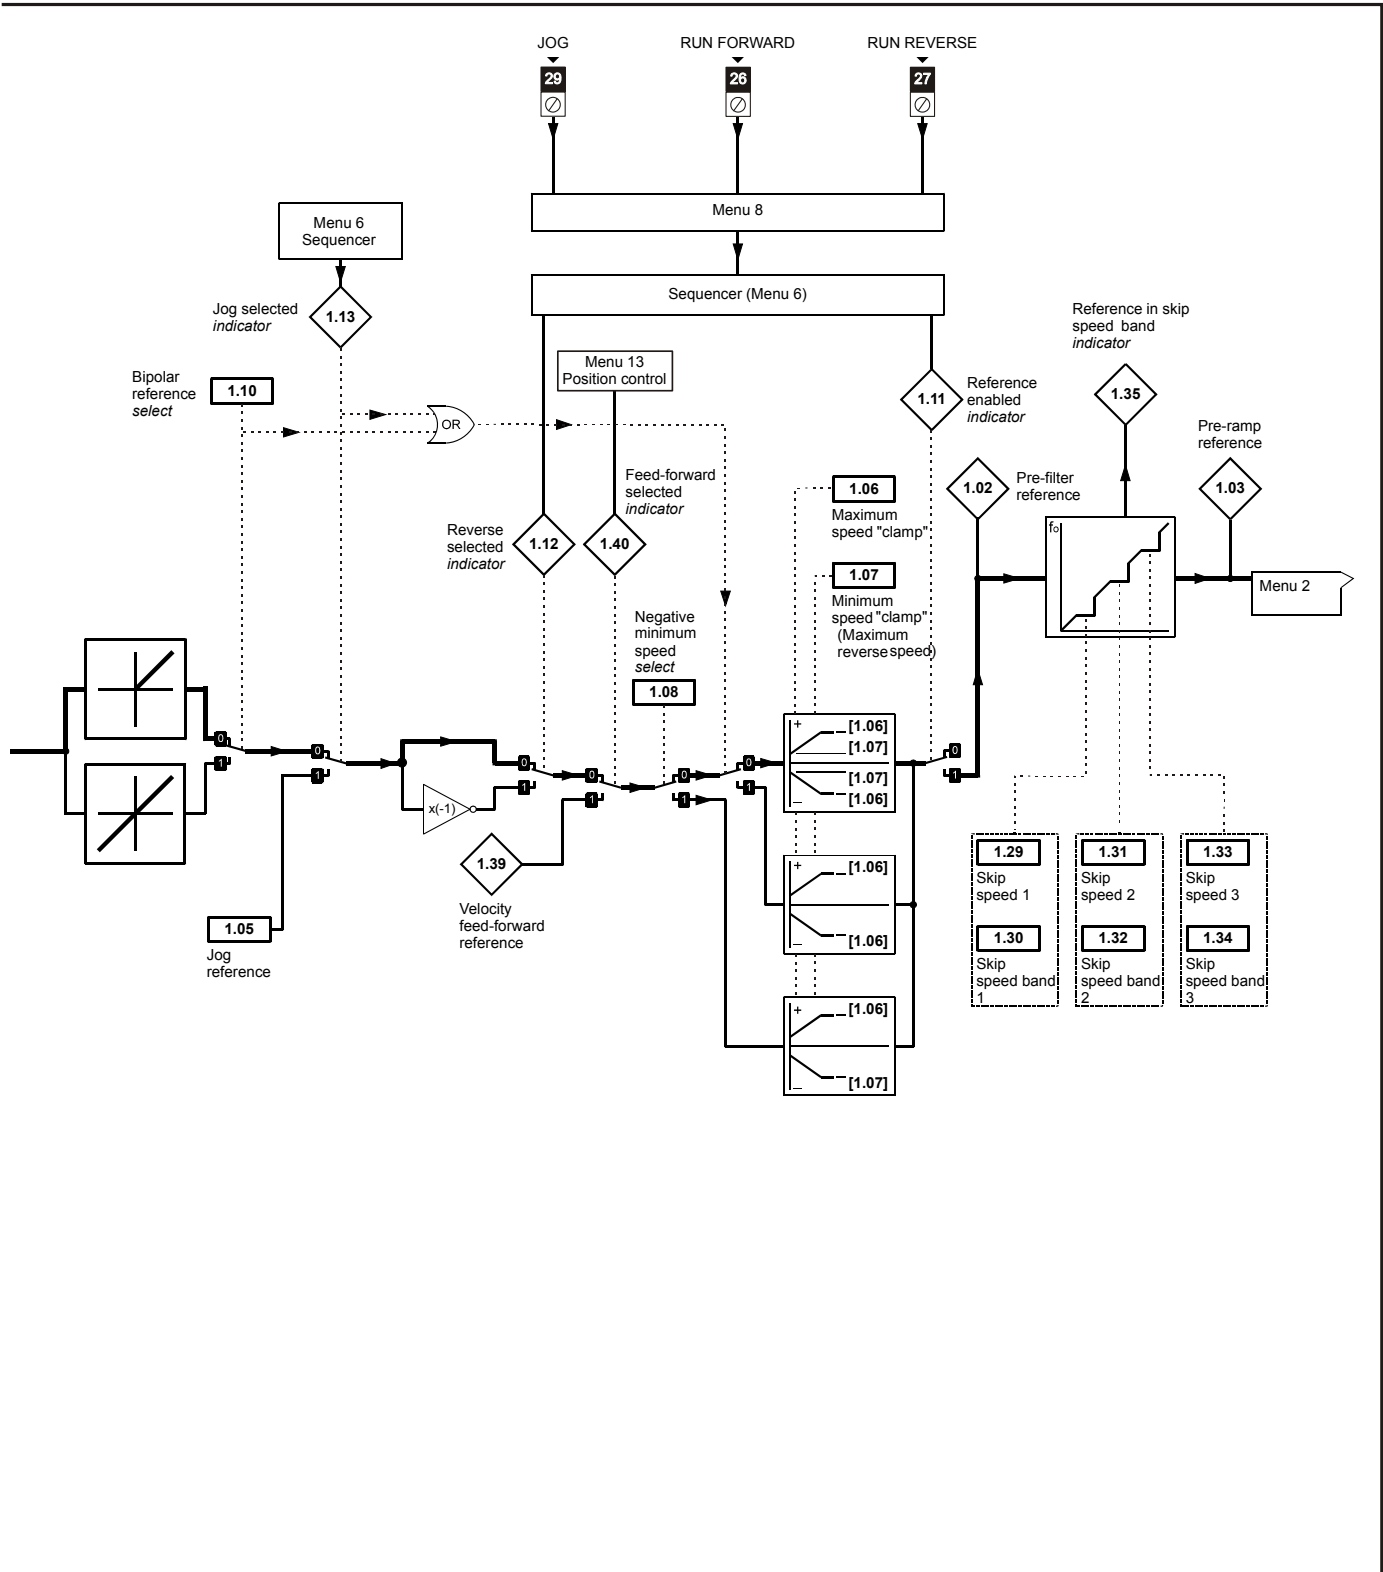 JOG
RUN FORWARD
RUN REVERSE
29
26
27
Menu 8
Menu 6
Sequencer
Sequencer (Menu 6)
Jog selected
indicator
1.13
Reference in skip
speed band
indicator
Menu 13
Position control
Bipolar
reference
select
1.10
1.11
Reference
enabled
indicator
1.35
OR
Pre-ramp
reference
Feed-forward
selected
indicator
1.06
Maximum
speed "clamp"
1.02
Pre-filter
reference
1.03
Reverse
selected
indicator
1.12
1.40
fo
1.07
Minimum
speed "clamp"
(Maximum
reverse speed)
Menu 2
Negative
minimum
speed
select
1.08
0
1
0
1
x(-1)
0
1
0
1
0
1
0
1
+
[1.06]
[1.07]
[1.07]
[1.06]
_
0
1
1.39
Velocity
feed-forward
reference
+
[1.06]
[1.06]
_
1.05
Jog
reference
+
[1.06]
[1.07]
_
1.29
Skip
speed 1
1.30
Skip
speed band
1
1.31
Skip
speed 2
1.32
Skip
speed band
2
1.33
Skip
speed 3
1.34
Skip
speed band
3